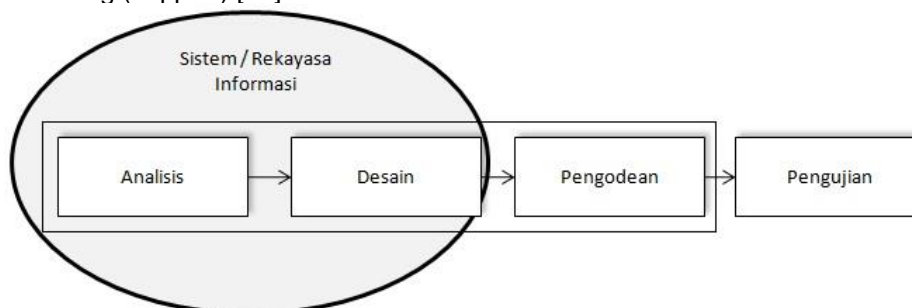 Sistem / Rekayasa
Informasi
Analisis
Desain
Pengodean
Pengujian